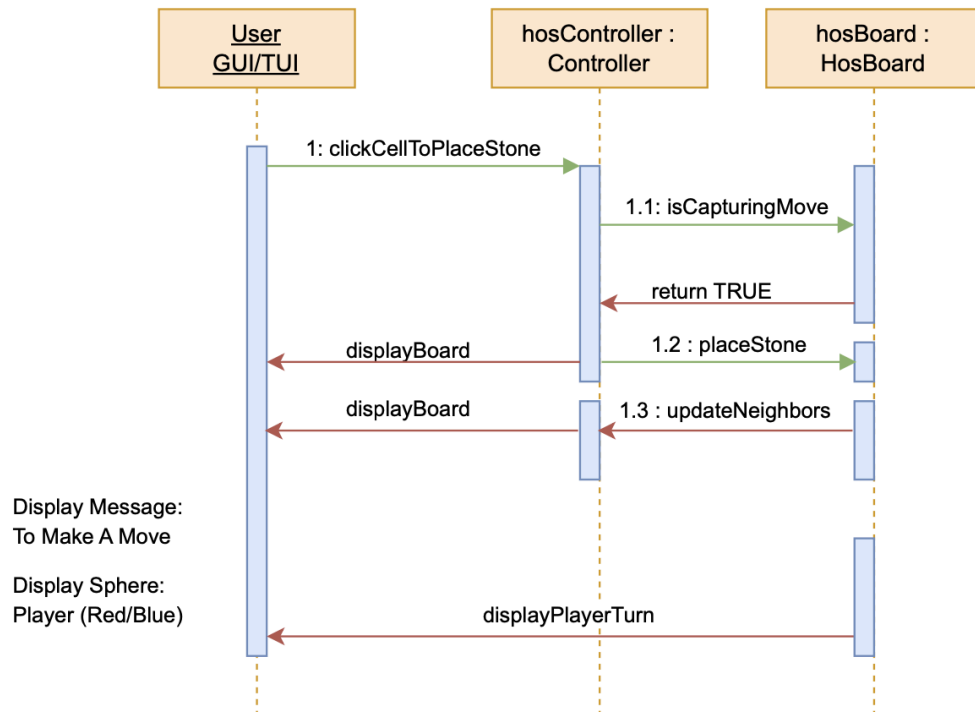 User
GUI/TUI
hosController :
Controller
hosBoard :
HosBoard
1: clickCellToPlaceStone
1.1: isCapturingMove
return TRUE
displayBoard
1.2 : placeStone
displayBoard
1.3 : updateNeighbors
Display Message:
To Make A Move
Display Sphere:
Player (Red/Blue)
displayPlayerTurn